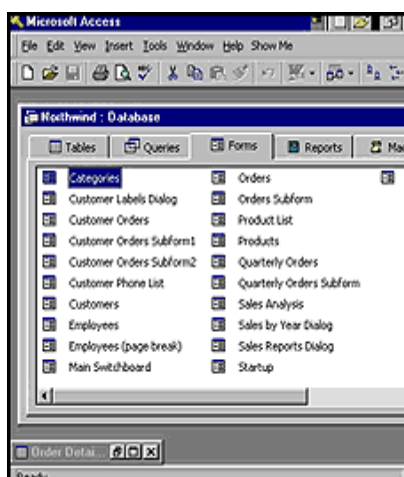 Microsoft Access
File Edit View Insert Tools Window Help Show Me
Northwind : Database
Tables Queries Forms Reports Ma
Categories
Customer Labels Dialog
Customer Orders
Customer Orders Subform1
Customer Orders Subform2
Customer Phone List
Customers
Employees
Employees (page break)
Main Switchboard
Orders
Orders Subform
Product List
Products
Quarterly Orders
Quarterly Orders Subform
Sales Analysis
Sales by Year Dialog
Sales Reports Dialog
Startup
Order Detai...
Ready